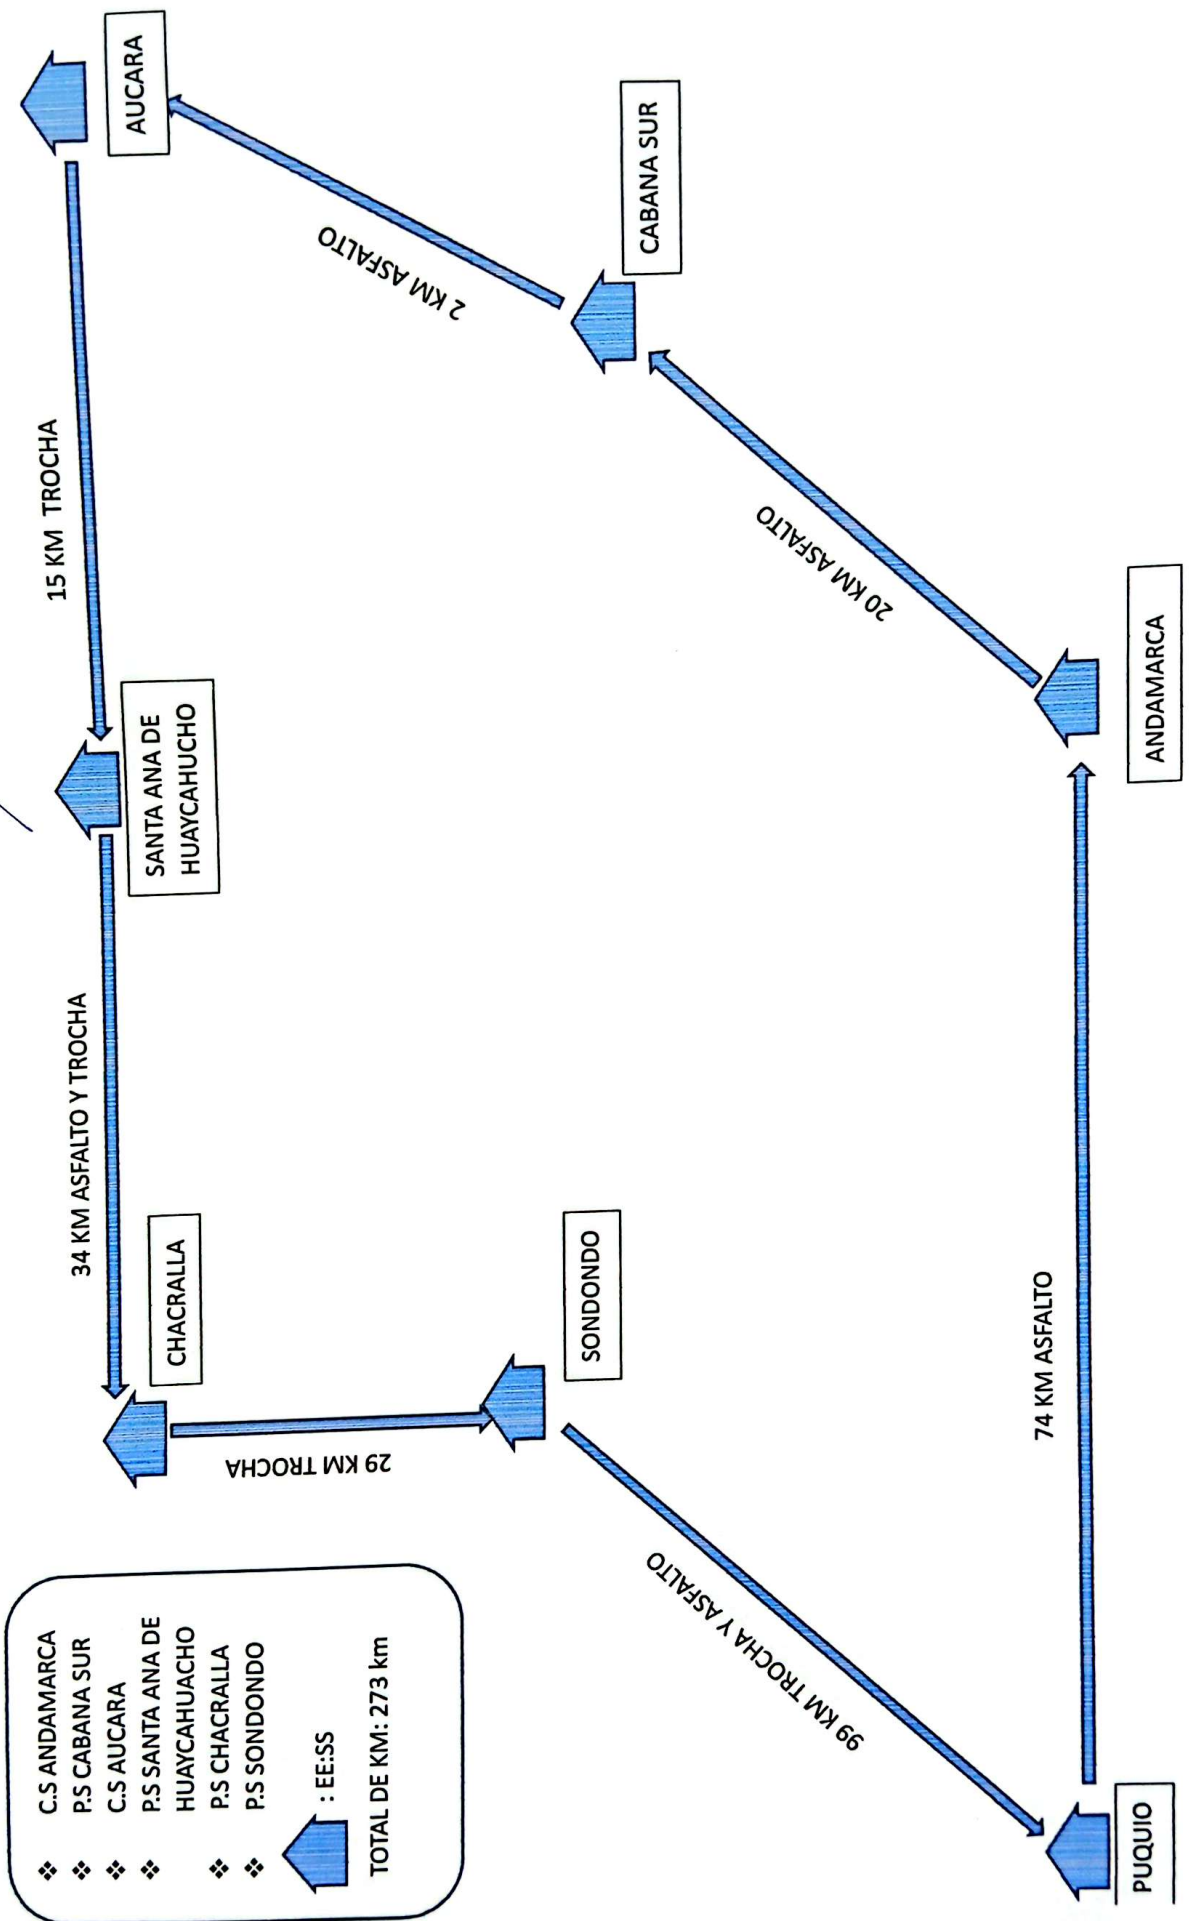 C.S ANDAMARCA
P.S CABANA SUR
C.S AUCARA
P.S SANTA ANA DE
HUAYCAHUACHO
P.S CHACRALLA
P.S SONDONDO
: EE:SS
TOTAL DE KM: 273 km
34 KM ASFALTO Y TROCHA
15 KM TROCHA
AUCARA
SANTA ANA DE
HUAYCAHUCHO
CHACRALLA
29 KM TROCHA
2 KM ASFALTO
SONDONDO
CABANA SUR
99 KM TROCHA Y ASFALTO
20 KM ASFALTO
74 KM ASFALTO
PUQUIO
ANDAMARCA